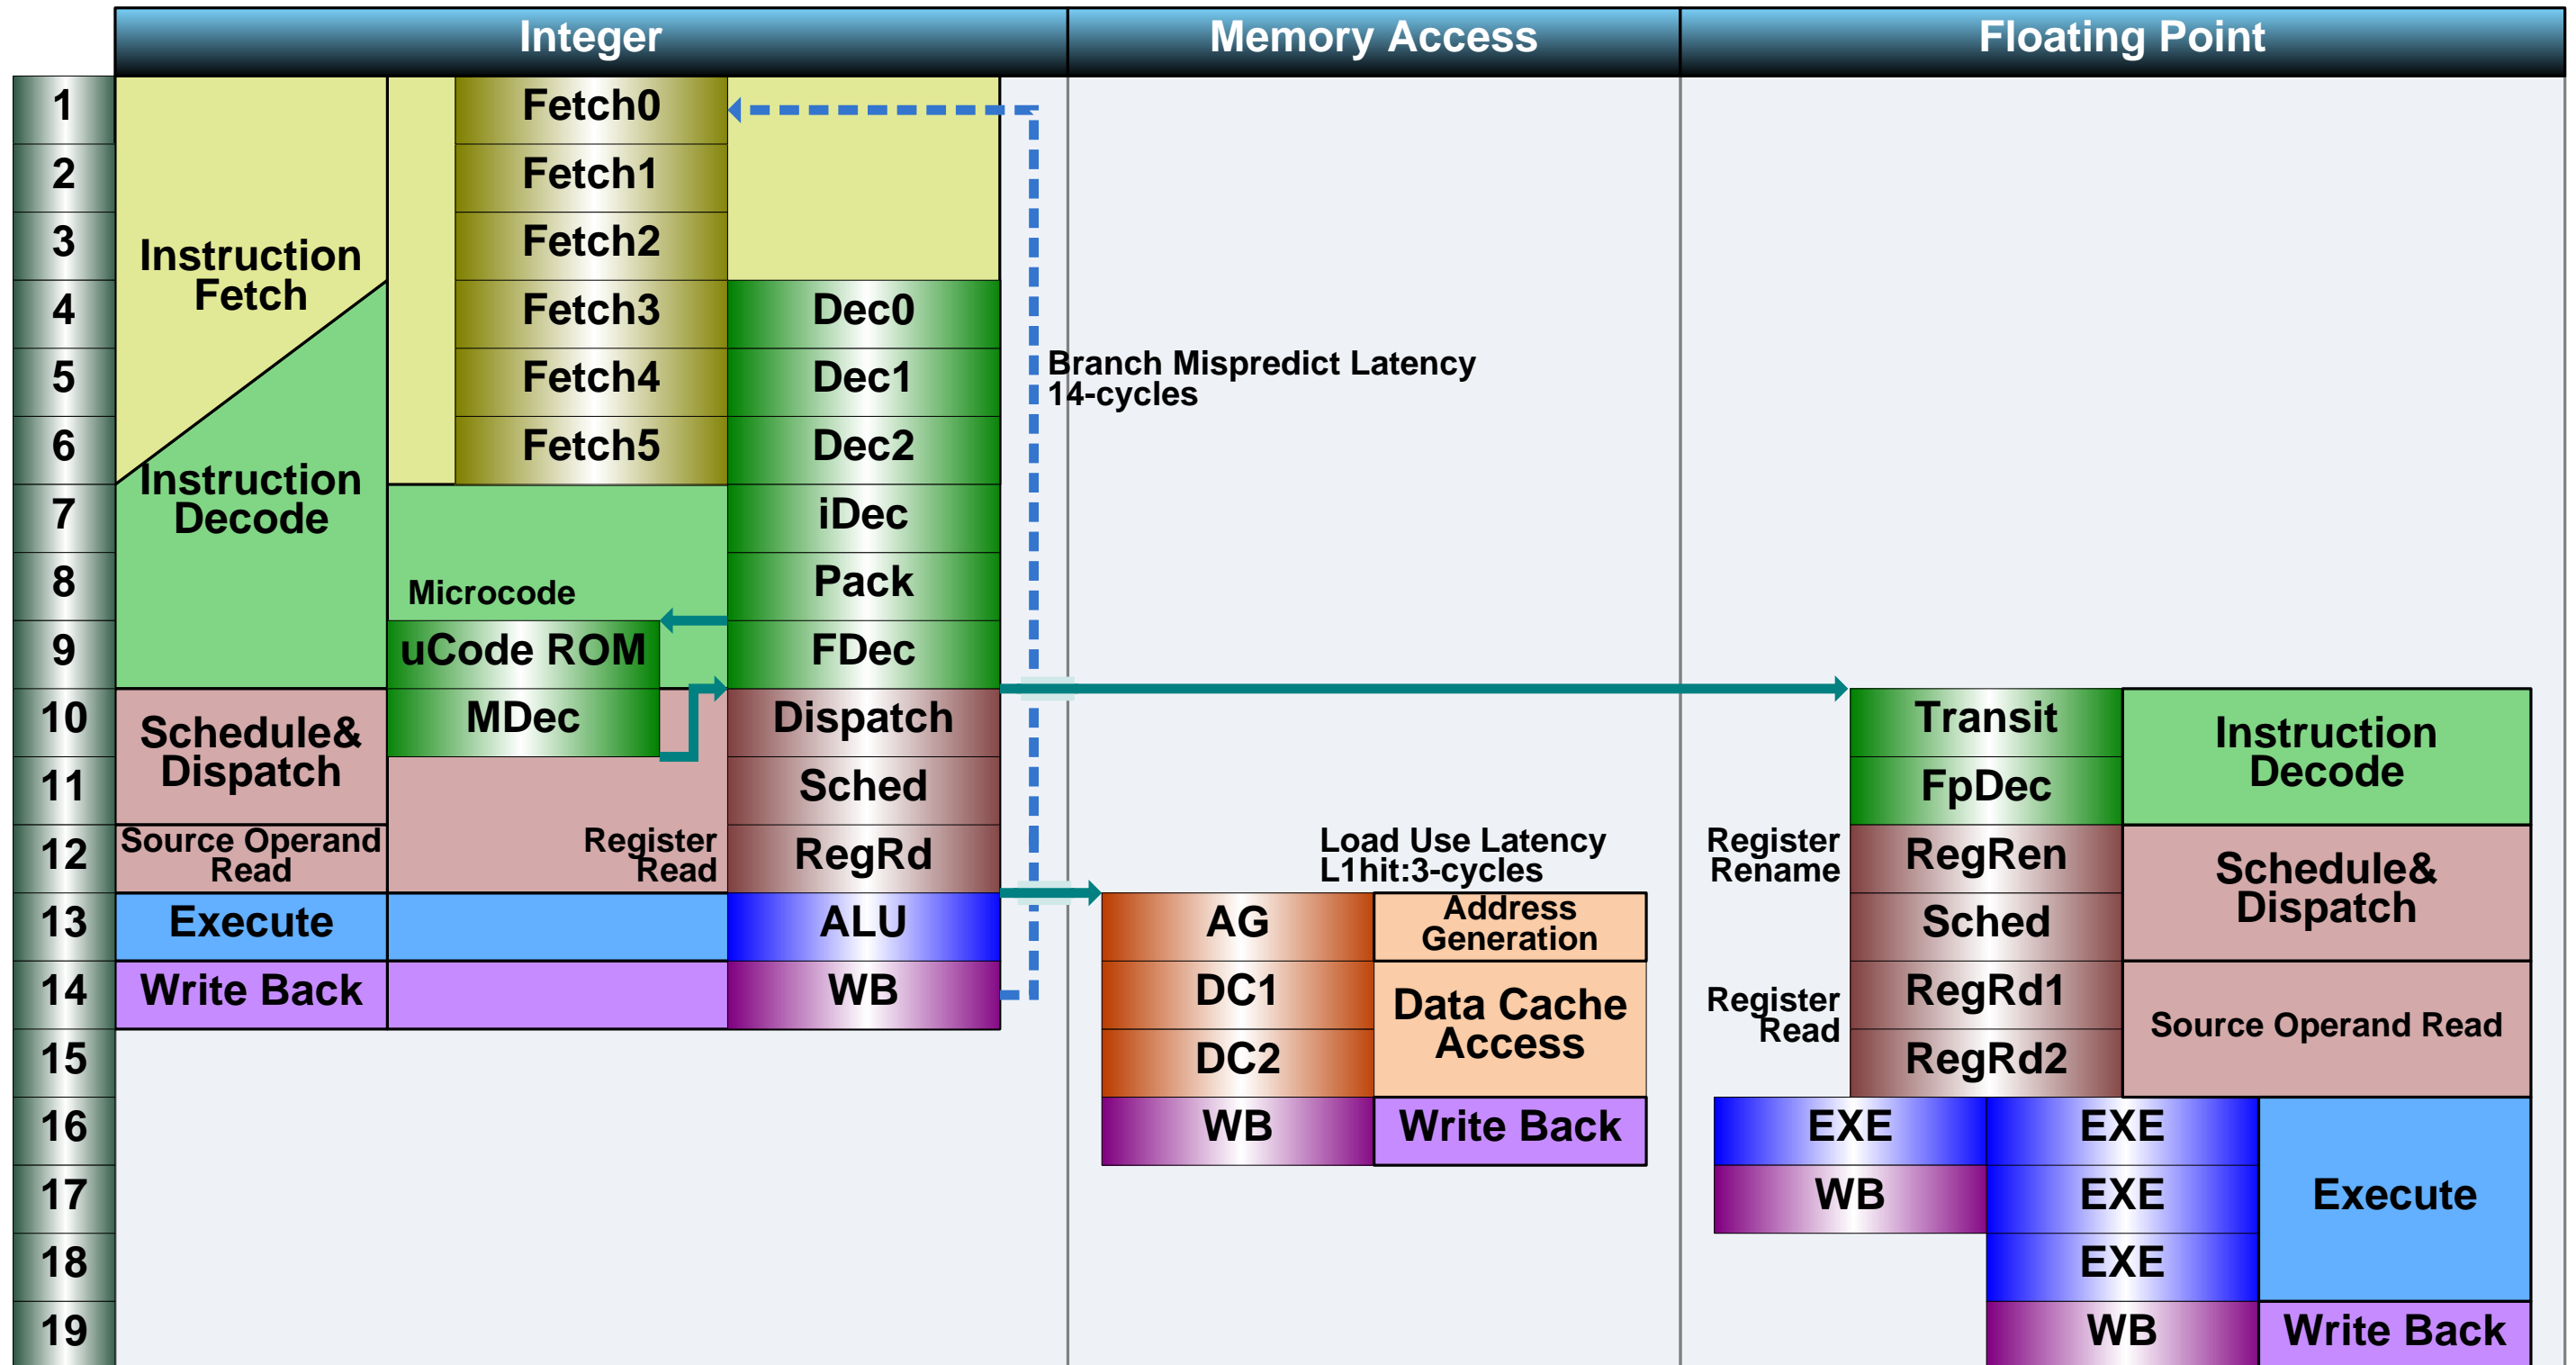 Integer
Memory Access
Floating Point
1
Fetch0
2
Fetch1
3
Fetch2
Instruction
Fetch
4
Fetch3
Dec0
5
Fetch4
Dec1
Branch Mispredict Latency
14-cycles
6
Fetch5
Dec2
Instruction
Decode
7
iDec
8
Pack
Microcode
9
uCode ROM
FDec
10
MDec
Dispatch
Transit
Schedule&
Dispatch
Instruction
Decode
11
Sched
FpDec
12
Source Operand
Read
Register
Read
RegRd
Load Use Latency
L1hit:3-cycles
Register
Rename
RegRen
Schedule&
Dispatch
13
Execute
ALU
AG
Address
Generation
Sched
14
Write Back
WB
DC1
Data Cache
Access
Register
Read
RegRd1
Source Operand Read
15
DC2
RegRd2
16
WB
Write Back
EXE
EXE
17
WB
EXE
Execute
18
EXE
19
WB
Write Back